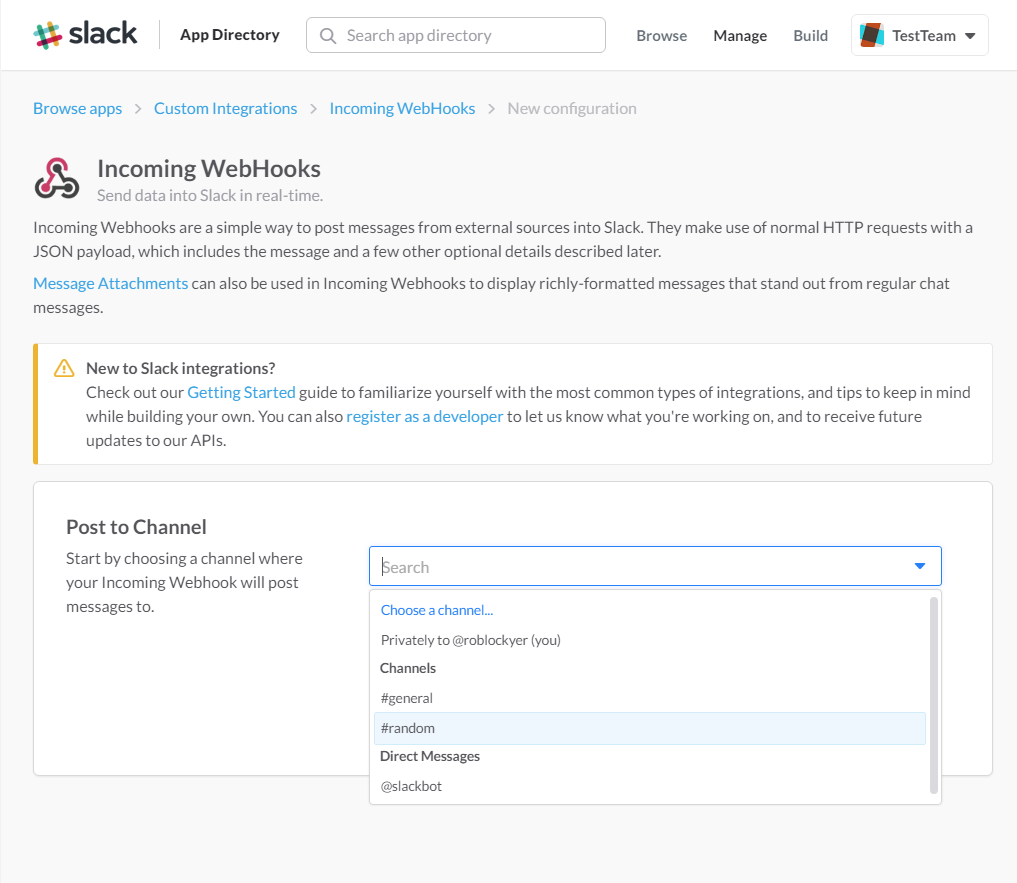 slack
App Directory
Search app directory
Browse
Manage
Build
TestTeam
Browse apps > Custom Integrations > Incoming WebHooks > New configuration
Incoming WebHooks
Send data into Slack in real-time.
Incoming Webhooks are a simple way to post messages from external sources into Slack. They make use of normal HTTP requests with a
JSON payload, which includes the message and a few other optional details described later.
Message Attachments can also be used in Incoming Webhooks to display richly-formatted messages that stand out from regular chat
messages.
New to Slack integrations?
Check out our Getting Started guide to familiarize yourself with the most common types of integrations, and tips to keep in mind
while building your own. You can also register as a developer to let us know what you're working on, and to receive future
updates to our APIs.
Post to Channel
Start by choosing a channel where
your Incoming Webhook will post
messages to.
Search
Choose a channel...
Privately to @roblockyer (you)
Channels
#general
#random
Direct Messages
@slackbot